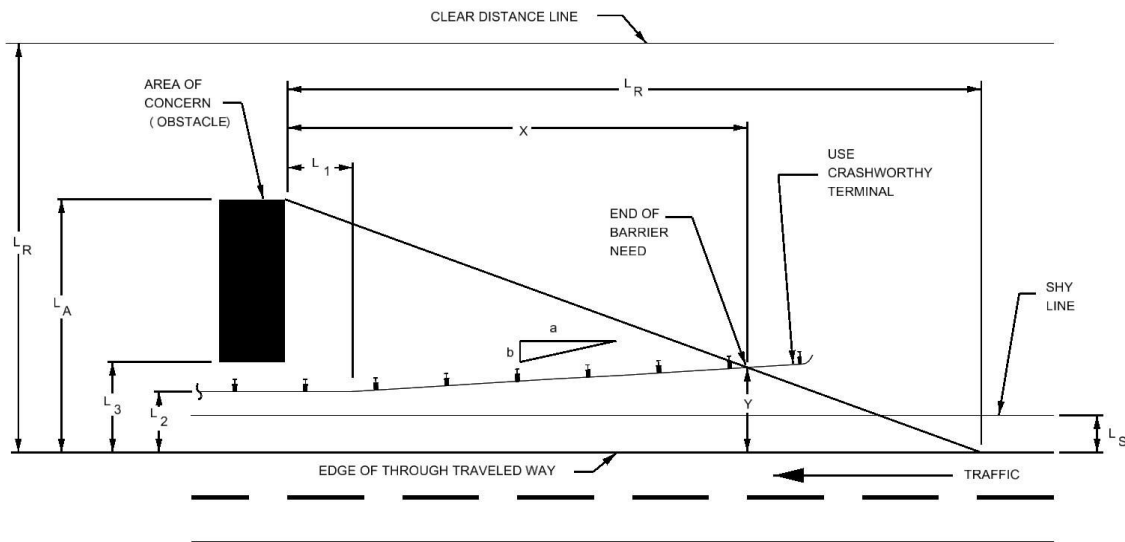 CLEAR DISTANCE LINE
AREA OF
CONCERN
( OBSTACLE)
L R
X
L 1
USE
CRASHWORTHY
TERMINAL
END OF
BARRIER
NEED
L R
L A
SHY
LINE
a
b
L 3
L 2
Y
L S
EDGE OF THROUGH TRAVELED WAY
TRAFFIC